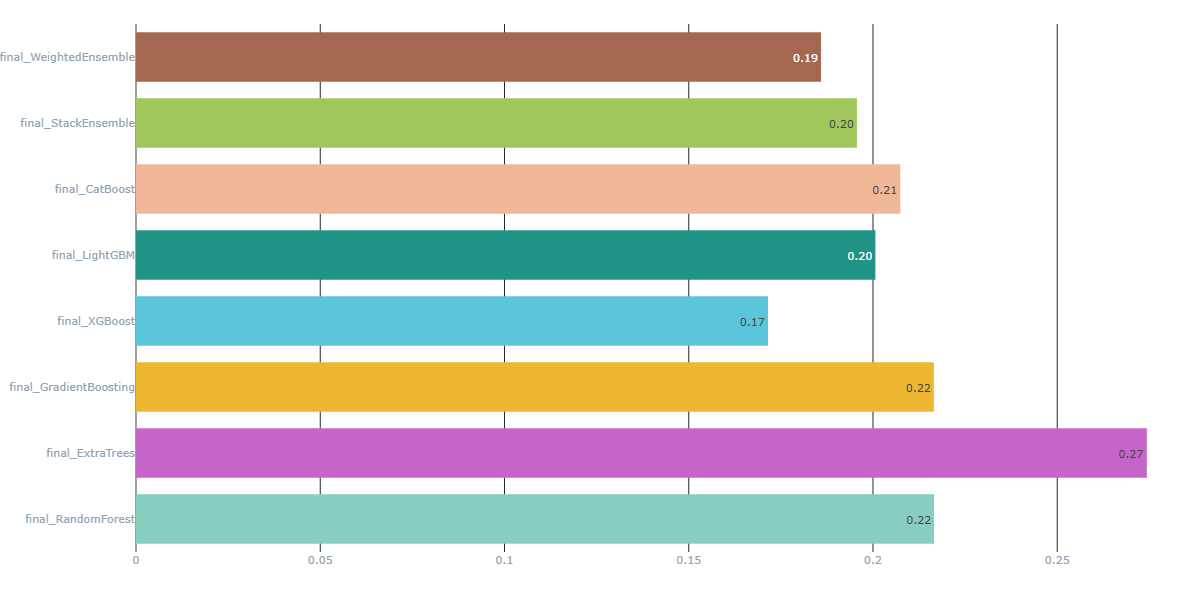 final_WeightedEnsemble 0.19
final_StackEnsemble 0.20
final_CatBoost 0.21
final_LightGBM 0.20
final_XGBoost 0.17
final_GradientBoosting 0.22
final_ExtraTrees 0.27
final_RandomForest 0.22
0 0.05 0.1 0.15 0.2 0.25